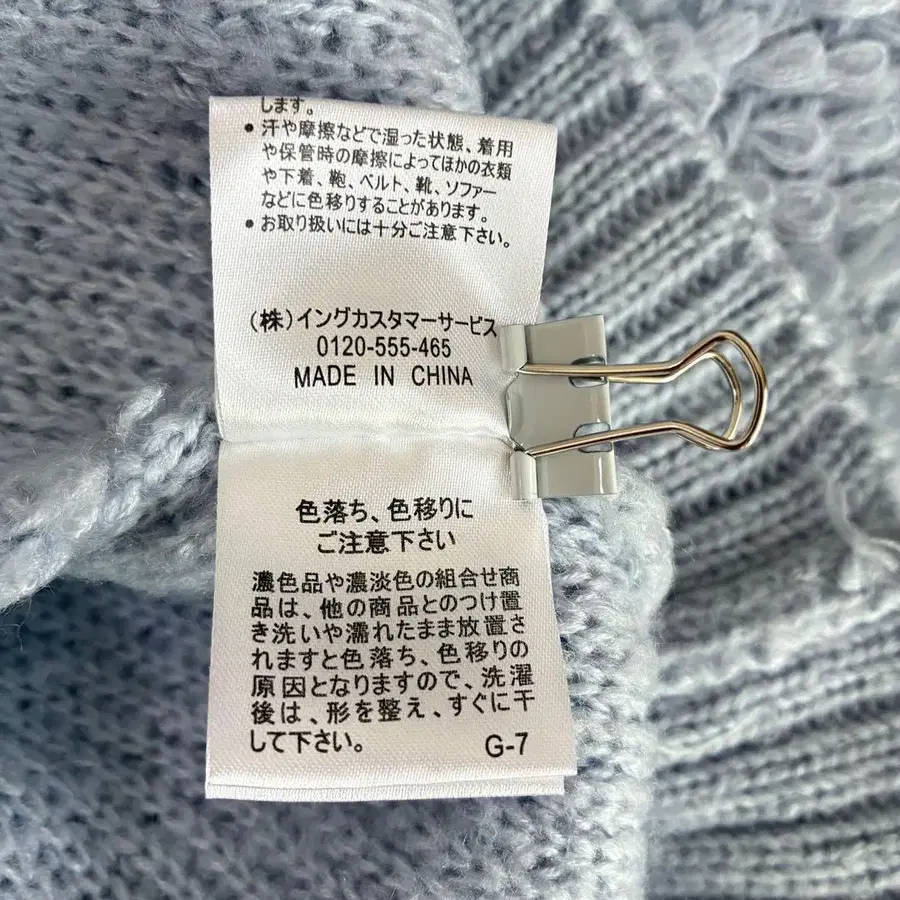 します。
● 汗や摩擦などで湿った状態、着用
や保管時の摩擦によってほかの衣類
や下着、鞄、ベルト、靴、ソファー
などに色移りすることがあります。
● お取り扱いには十分ご注意下さい。
(株)イングカスタマーサービス
0120-555-465
MADE IN CHINA
色落ち、色移りに
ご注意下さい
濃色品や濃淡色の組合せ商
品は、他の商品とのつけ置
き洗いや濡れたまま放置さ
れますと色落ち、色移りの
原因となりますので、洗濯
後は、形を整え、すぐに干
して下さい。
G-7